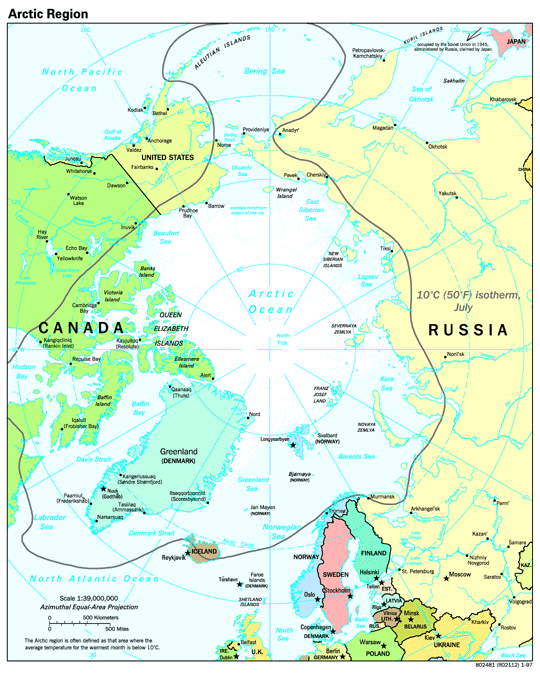 Arctic Region
KURIL ISLANDS
occupied by the Soviet Union in 1945,
administered by Russia, claimed by Japan.
JAPAN
ALEUTIAN ISLANDS
Petropavlovsk-
Kamchatskiy
North Pacific
Ocean
Bering Sea
Sakhalin
Sea of
Okhotsk
Khabarovsk
Kodiak
Bethel
Gulf of
Alaska
Valdez
Anchorage
Magadan
Okhotsk
Provideniya
Anadyr'
Nome
Juneau
UNITED STATES
Fairbanks
Whitehorse
Dawson
Chukchi
Sea
Pevek
Cherskiy
CHINA
Wrangel
Island
Watson
Lake
Yakutsk
Prudhoe
Bay
Barrow
East
Siberian
Sea
Inuvik
Beaufort
Sea
Hay
River
Echo Bay
Yellowknife
Tiksi
NEW
SIBERIAN
ISLANDS
Banks
Island
Laptev
Sea
Victoria
Island
Cambridge
Bay
Arctic
Ocean
10°C (50°F) isotherm,
July
QUEEN
ELIZABETH
ISLANDS
CANADA
RUSSIA
SEVERNAYA
ZEMLYA
Kangiqcliniq
(Rankin Inlet)
Kaujuitoq
(Resolute)
North
Pole
Noril'sk
Hudson
Bay
Repulse Bay
Ellesmere
Island
Alert
Kara
Sea
Qaanaaq
(Thule)
FRANZ
JOSEF
LAND
Baffin
Island
Baffin
Bay
Nord
Iqaluit
(Frobisher Bay)
NOVAYA
ZEMLYA
Longyearbyen
Svalbard
(NORWAY)
Greenland
(DENMARK)
Davis Strait
Barents Sea
Kangerlussuaq
(Søndre Strømfjord)
Bjørnøya
(NORWAY)
Greenland
Sea
Nuuk
(Godthåb)
Paamiut
(Frederikshåb)
Tasiilaq
(Ammassalik)
Itseqqortoormiit
(Scoresbysund)
Murmansk
Jan Mayen
(NORWAY)
Narsarsuaq
Labrador
Sea
Tromsø
Arkhangel'sk
Perm'
Denmark Strait
Norwegian
Sea
Kazan'
Samara
ICELAND
Reykjavík
NORWAY
FINLAND
SWEDEN
Nizhniy
Novgorod
KAZ.
North Atlantic Ocean
Tórshavn
Faroe
Islands
(DENMARK)
Helsinki
St. Petersburg
Moscow
Saratov
Oslo
Stockholm
EST.
SHETLAND
ISLANDS
LATVIA
Riga
Volgograd
Scale 1:39,000,000
Azimuthal Equal-Area Projection
0 500 Kilometers
0 500 Miles
North
Sea
Copenhagen
DENMARK
Baltic
Sea
RUS.
LITH.
Vilnius
Minsk
BELARUS
Kharkiv
Rostov
Belfast
IRE.
Dublin
U.K.
Berlin
GERMANY
Warsaw
POLAND
Kiev
UKRAINE
Black Sea
The Arctic region is often defined as that area where the
average temperature for the warmest month is below 10°C.
802481 (R02112) 1-97